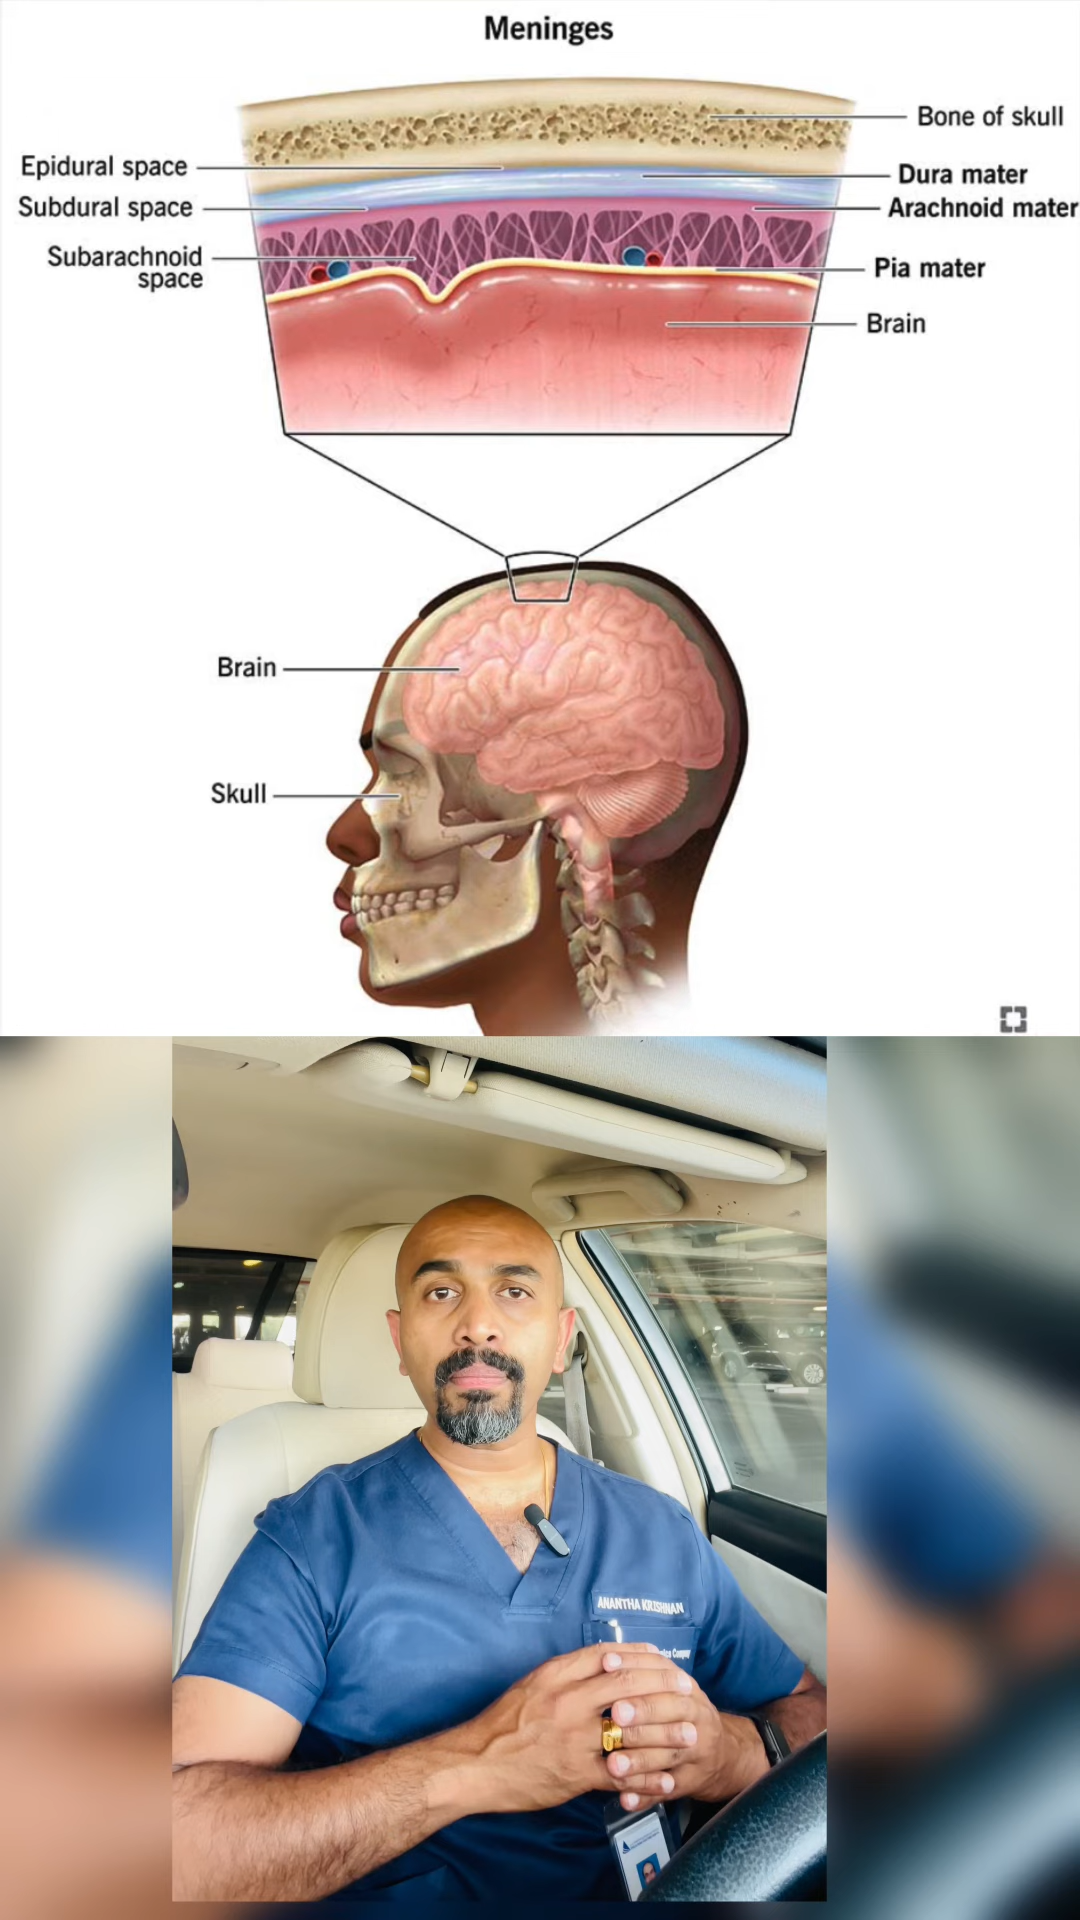 Meninges
Bone of skull
Epidural space
Dura mater
Subdural space
Arachnoid mater
Subarachnoid
space
Pia mater
Brain
Brain
Skull
ANANTHA KRISHNAN